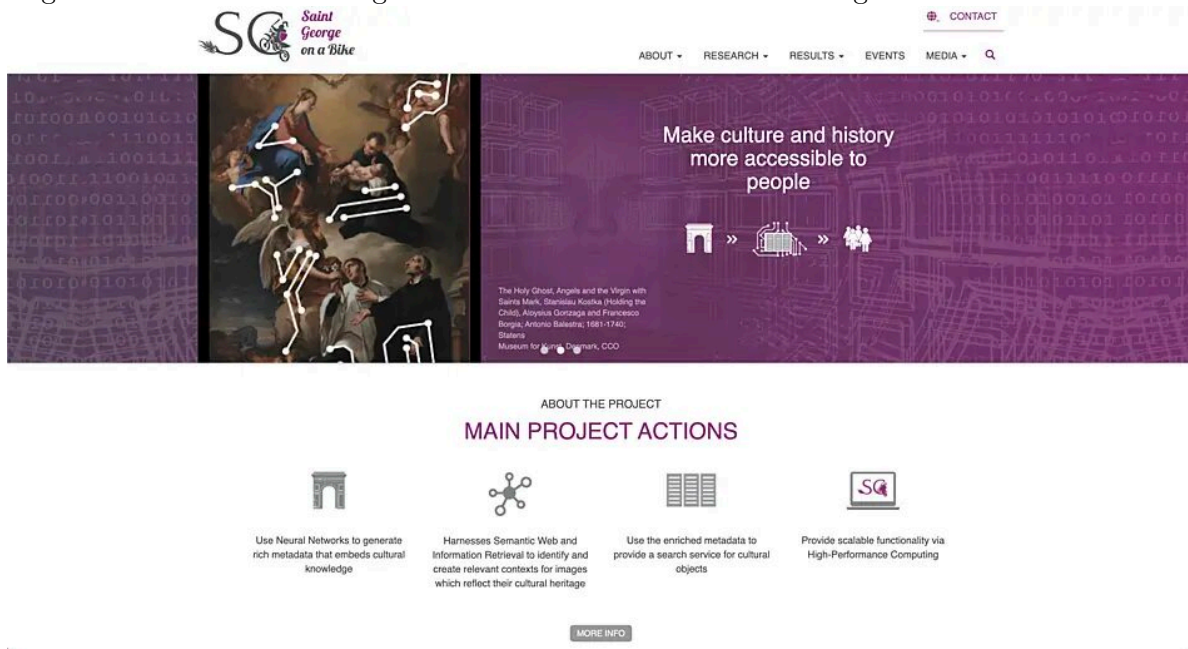 SG Saint
George
on a Bike
CONTACT
ABOUT RESEARCH RESULTS EVENTS MEDIA
Make culture and history
more accessible to
people
The Holy Ghost, Angels and the Virgin with
Saints Mark, Stanislau Kostka (Holding the
Child), Aloysius Gonzaga and Francesco
Borgia; Antonio Balestra; 1681-1740;
Statens
Museum for Kunst, Denmark, CCO
ABOUT THE PROJECT
MAIN PROJECT ACTIONS
Use Neural Networks to generate
rich metadata that embeds cultural
knowledge
Harnesses Semantic Web and
Information Retrieval to identify and
create relevant contexts for images
which reflect their cultural heritage
Use the enriched metadata to
provide a search service for cultural
objects
SG
Provide scalable functionality via
High-Performance Computing
MORE INFO